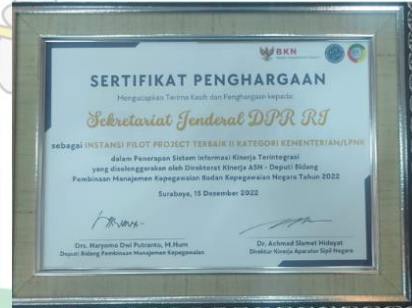 BKN
SERTIFIKAT PENGHARGAAN
Mengucapkan Terima Kasih dan Penghargaan kepada:
Sekretariat Jenderal DPR RI
sebagai INSTANSI PILOT PROJECT TERBAIK II KATEGORI KEMENTERIAN/LPNK
dalam Penerapan Sistem Informasi Kinerja Terintegrasi
yang diselenggarakan oleh Direktorat Kinerja ASN - Deputi Bidang
Pembinaan Manajemen Kepegawaian Badan Kepegawaian Negara Tahun 2022
Surabaya, 15 Desember 2022
Drs. Haryomo Dwi Putranto, M.Hum
Deputi Bidang Pembinaan Manajemen Kepegawaian
Dr. Achmad Slamet Hidayat
Direktur Kinerja Aparatur Sipil Negara